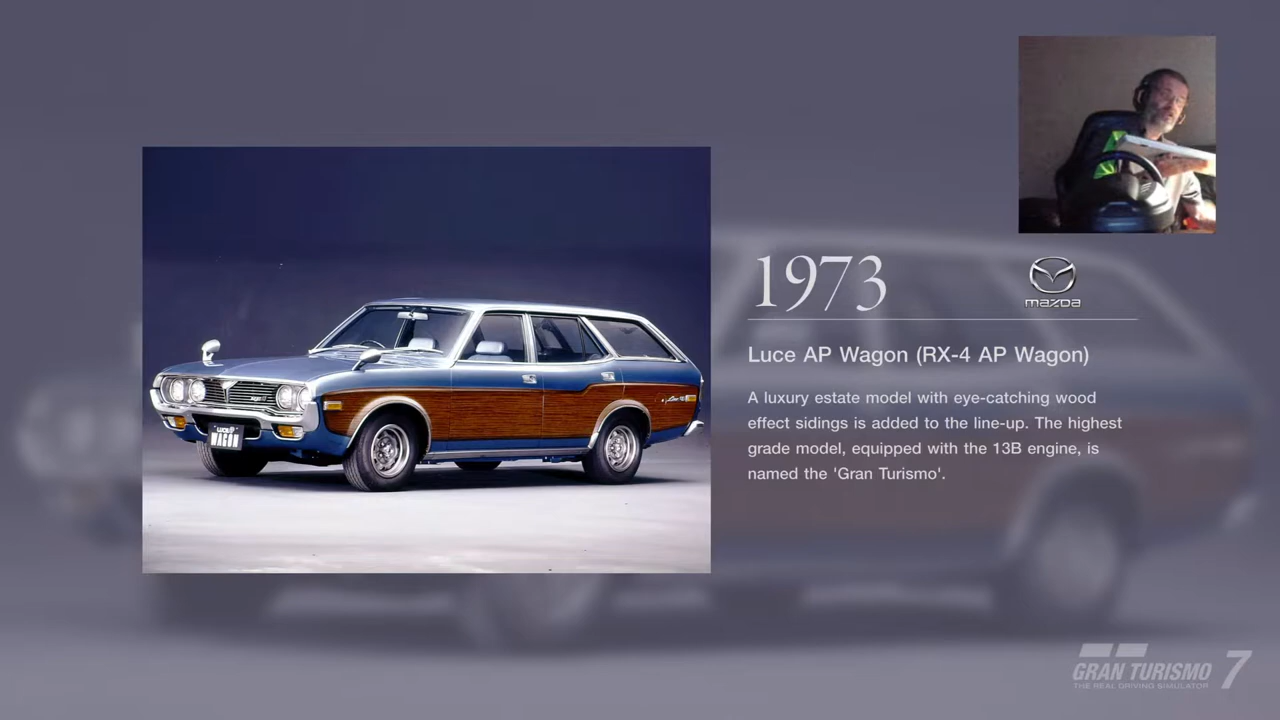 1973
mazda
Luce AP Wagon (RX-4 AP Wagon)
A luxury estate model with eye-catching wood
effect sidings is added to the line-up. The highest
grade model, equipped with the 13B engine, is
named the 'Gran Turismo'.
LUCE
WAGON
GRAN TURISMO 7
THE REAL DRIVING SIMULATOR